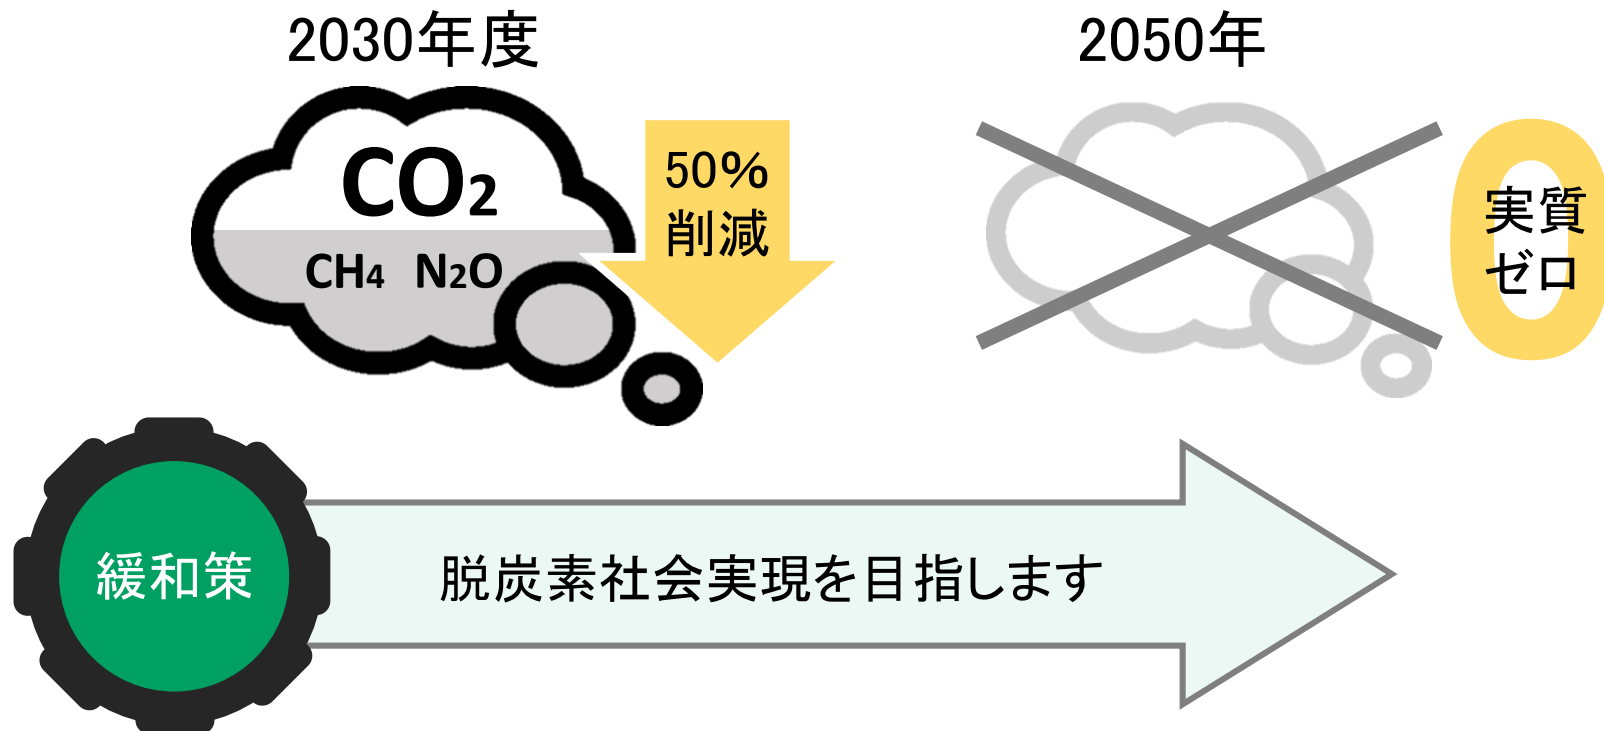 2030年度
2050年
CO2
CH4 N2O
50%
削減
実質
ゼロ
緩和策
脱炭素社会実現を目指します